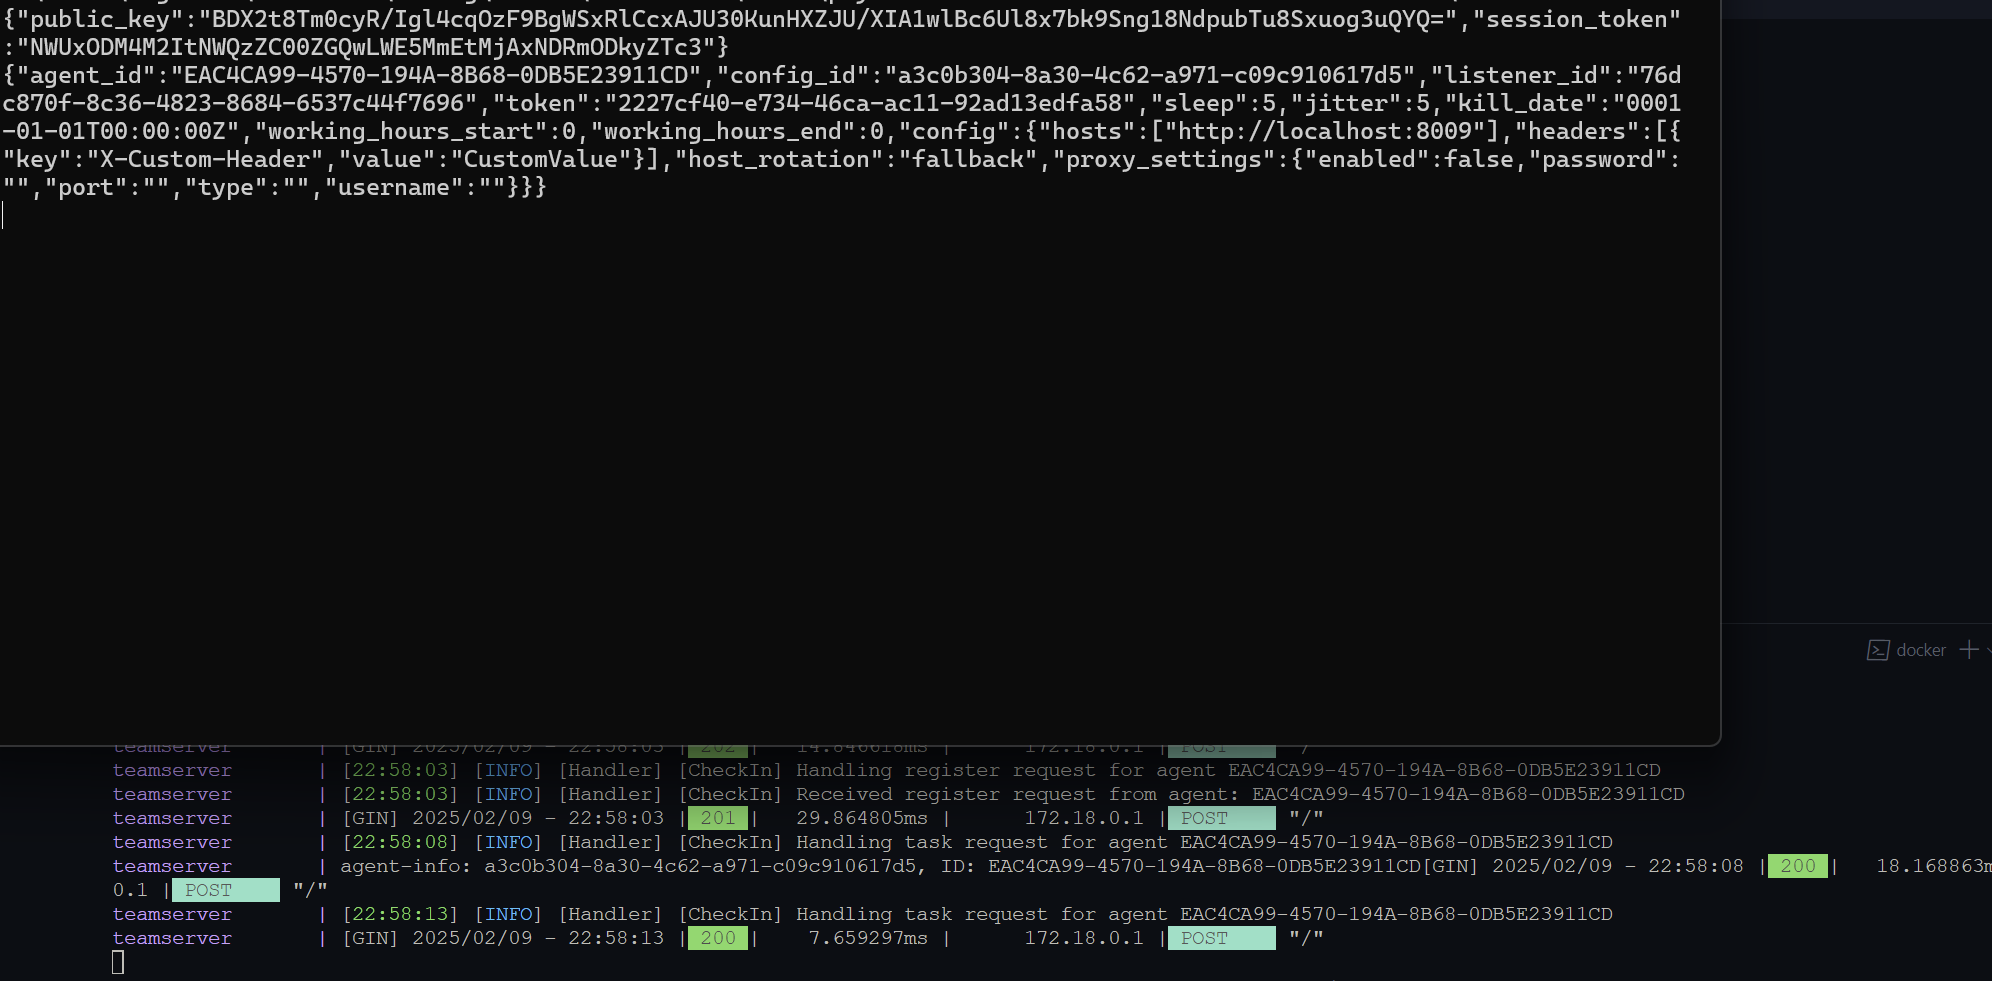 {"public_key":"BDX2t8Tm0cyR/Igl4cqOzF9BgWSxRlCcxAJU30KunHXZJU/XIA1wlBc6Ul8x7bk9Sng18NdpubTu8Sxuog3uQYQ=","session_token"
:"NWUxODM4M2ItNWQzZC00ZGQwLWE5MmEtMjAxNDRmODkyZTc3"}
{"agent_id":"EAC4CA99-4570-194A-8B68-0DB5E23911CD","config_id":"a3c0b304-8a30-4c62-a971-c09c910617d5","listener_id":"76d
c870f-8c36-4823-8684-6537c44f7696","token":"2227cf40-e734-46ca-ac11-92ad13edfa58","sleep":5,"jitter":5,"kill_date":"0001
-01-01T00:00:00Z","working_hours_start":0,"working_hours_end":0,"config":{"hosts":["http://localhost:8009"],"headers":[{
"key":"X-Custom-Header","value":"CustomValue"}],"host_rotation":"fallback","proxy_settings":{"enabled":false,"password":
"","port":"","type":"","username":""}}}
docker
teamserver | [GIN] 2025/02/09 - 22:58:03 | 202 | 14.846616ms | 172.18.0.1 | POST "/"
teamserver | [22:58:03] [INFO] [Handler] [CheckIn] Handling register request for agent EAC4CA99-4570-194A-8B68-0DB5E23911CD
teamserver | [22:58:03] [INFO] [Handler] [CheckIn] Received register request from agent: EAC4CA99-4570-194A-8B68-0DB5E23911CD
teamserver | [GIN] 2025/02/09 - 22:58:03 | 201 | 29.864805ms | 172.18.0.1 | POST "/"
teamserver | [22:58:08] [INFO] [Handler] [CheckIn] Handling task request for agent EAC4CA99-4570-194A-8B68-0DB5E23911CD
teamserver | agent-info: a3c0b304-8a30-4c62-a971-c09c910617d5, ID: EAC4CA99-4570-194A-8B68-0DB5E23911CD[GIN] 2025/02/09 - 22:58:08 | 200 | 18.168863m
0.1 | POST "/"
teamserver | [22:58:13] [INFO] [Handler] [CheckIn] Handling task request for agent EAC4CA99-4570-194A-8B68-0DB5E23911CD
teamserver | [GIN] 2025/02/09 - 22:58:13 | 200 | 7.659297ms | 172.18.0.1 | POST "/"